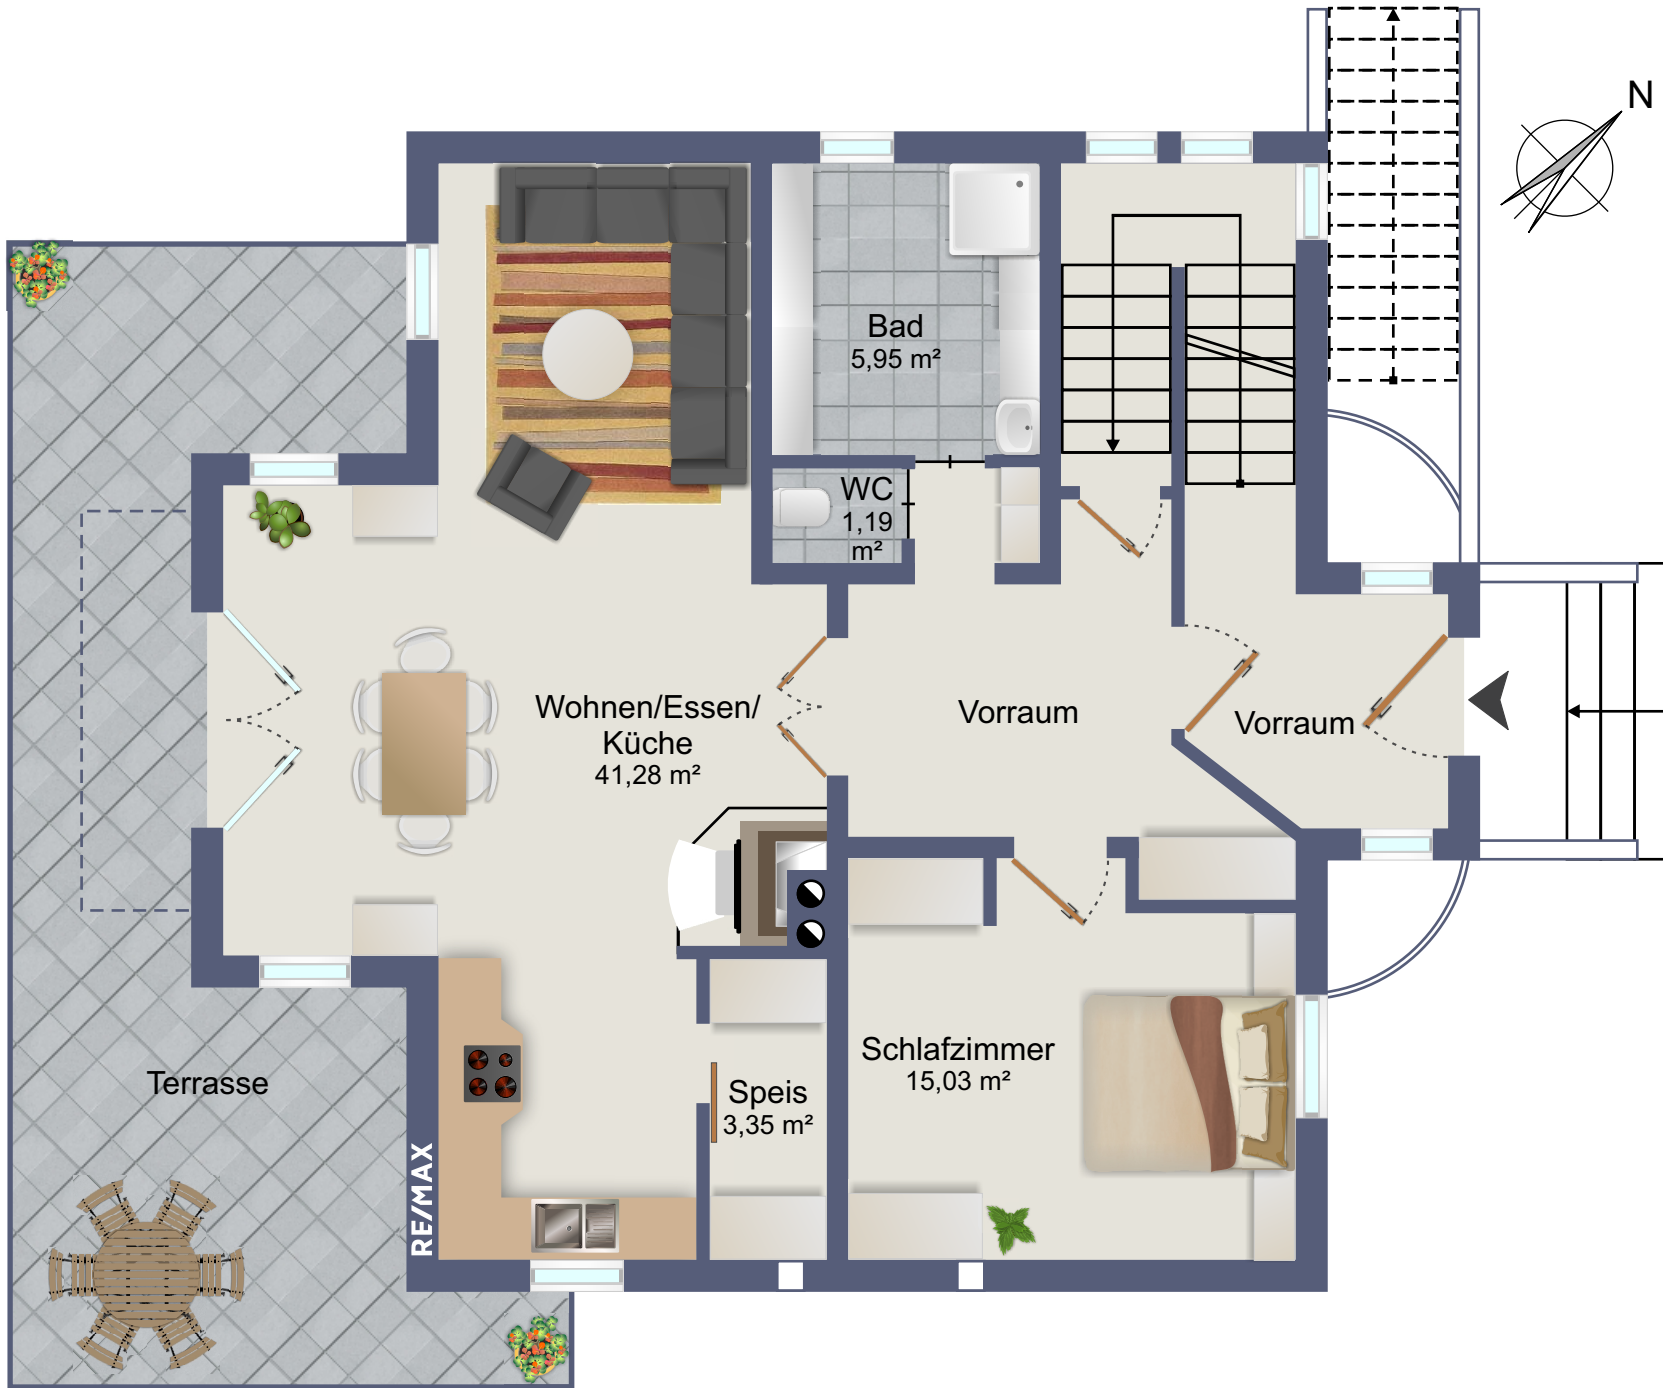 N
Bad
5,95 m²
WC
1,19
m²
Wohnen/Essen/
Küche
41,28 m²
Vorraum
Vorraum
Schlafzimmer
15,03 m²
Speis
3,35 m²
Terrasse
RE/MAX